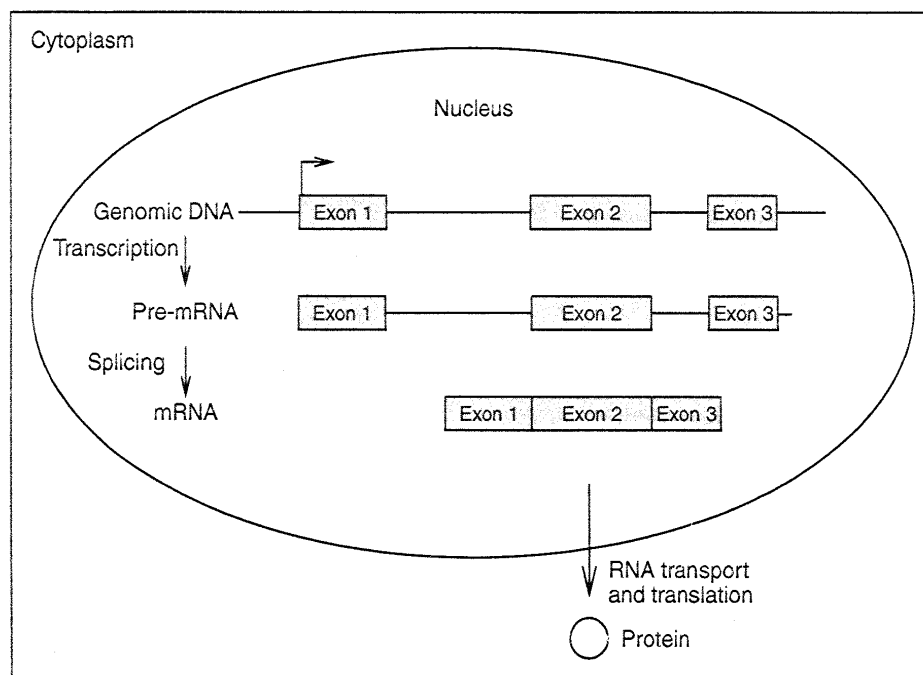 Cytoplasm
Nucleus
Genomic DNA
Exon 1
Exon 2
Exon 3
Transcription
Pre-mRNA
Exon 1
Exon 2
Exon 3
Splicing
mRNA
Exon 1
Exon 2
Exon 3
RNA transport
and translation
Protein